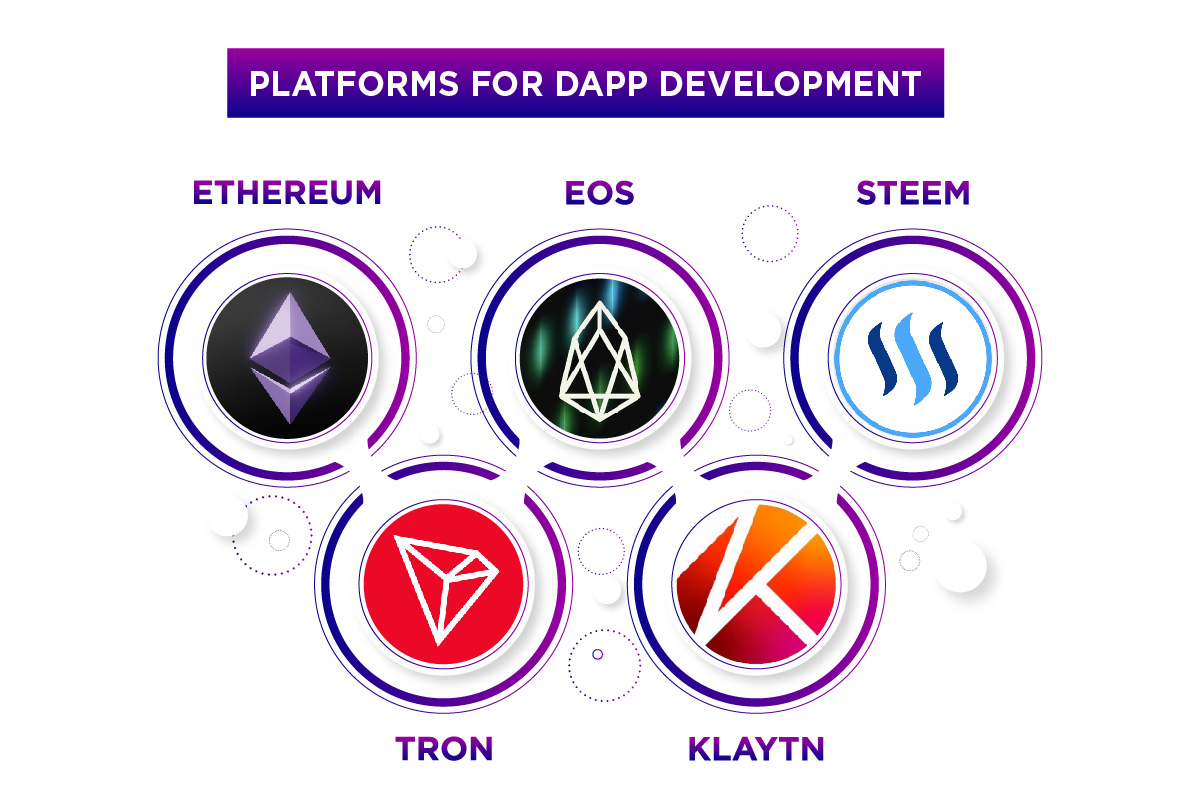 PLATFORMS FOR DAPP DEVELOPMENT
ETHEREUM
EOS
STEEM
TRON
KLAYTN